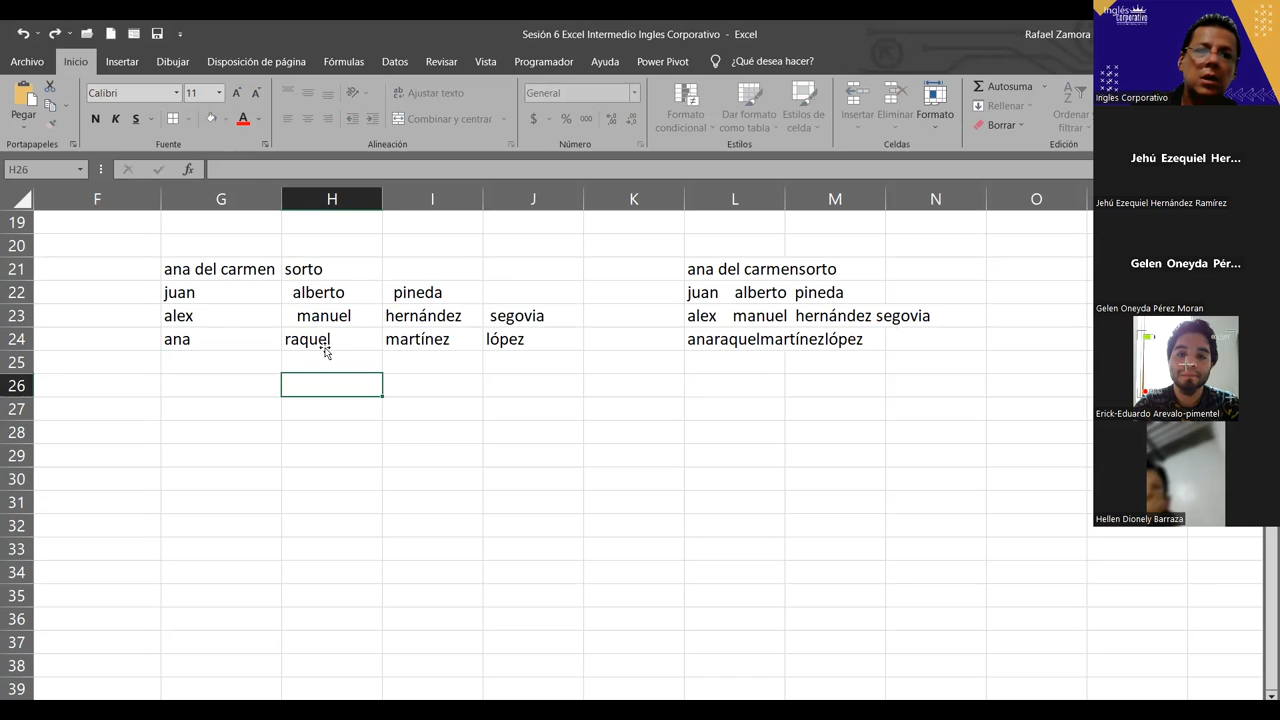 Sesión 6 Excel Intermedio Ingles Corporativo - Excel
Rafael Zamora
Archivo Inicio Insertar Dibujar Disposición de página Fórmulas Datos Revisar Vista Programador Ayuda Power Pivot ¿Qué desea hacer?
Pegar
Calibri 11
N K S
Ajustar texto
Combinar y centrar
General
$ % 000
Formato condicional
Dar formato como tabla
Estilos de celda
Insertar Eliminar Formato
Autosuma
Rellenar
Borrar
Ordenar
filtrar
Portapapeles Fuente Alineación Número Estilos Celdas Edición
H26 fx
F G H I J K L M N O
19
20
21 ana del carmen sorto ana del carmensorto
22 juan alberto pineda juan alberto pineda
23 alex manuel hernández segovia alex manuel hernández segovia
24 ana raquel martínez lópez anaraquelmartínezlópez
25
26
27
28
29
30
31
32
33
34
35
36
37
38
39
Inglés
Corporativo
Ingles Corporativo
Jehú Ezequiel Her...
Jehú Ezequiel Hernández Ramírez
Gelen Oneyda Pér...
Gelen Oneyda Pérez Moran
Erick-Eduardo Arevalo-pimentel
Hellen Dionely Barraza